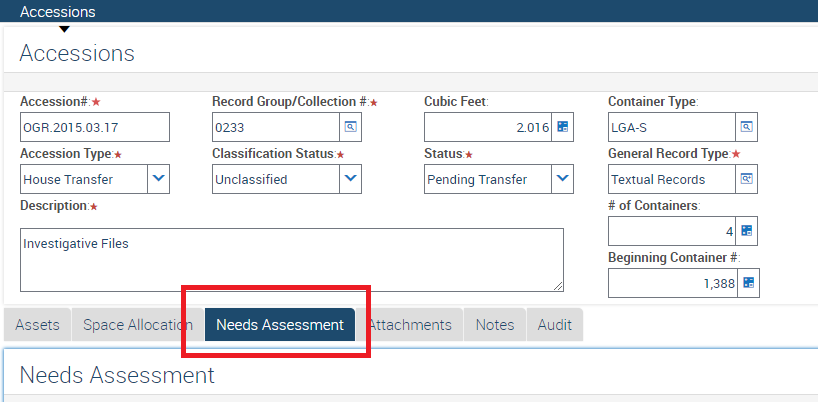 Accessions
Accessions
Accession#:★ Record Group/Collection #:★ Cubic Feet: Container Type:
OGR.2015.03.17 0233 2.016 LGA-S
Accession Type:★ Classification Status:★ Status:★ General Record Type:★
House Transfer Unclassified Pending Transfer Textual Records
Description:★ # of Containers:
Investigative Files 4
Beginning Container #:
1,388
Assets Space Allocation Needs Assessment Attachments Notes Audit
Needs Assessment